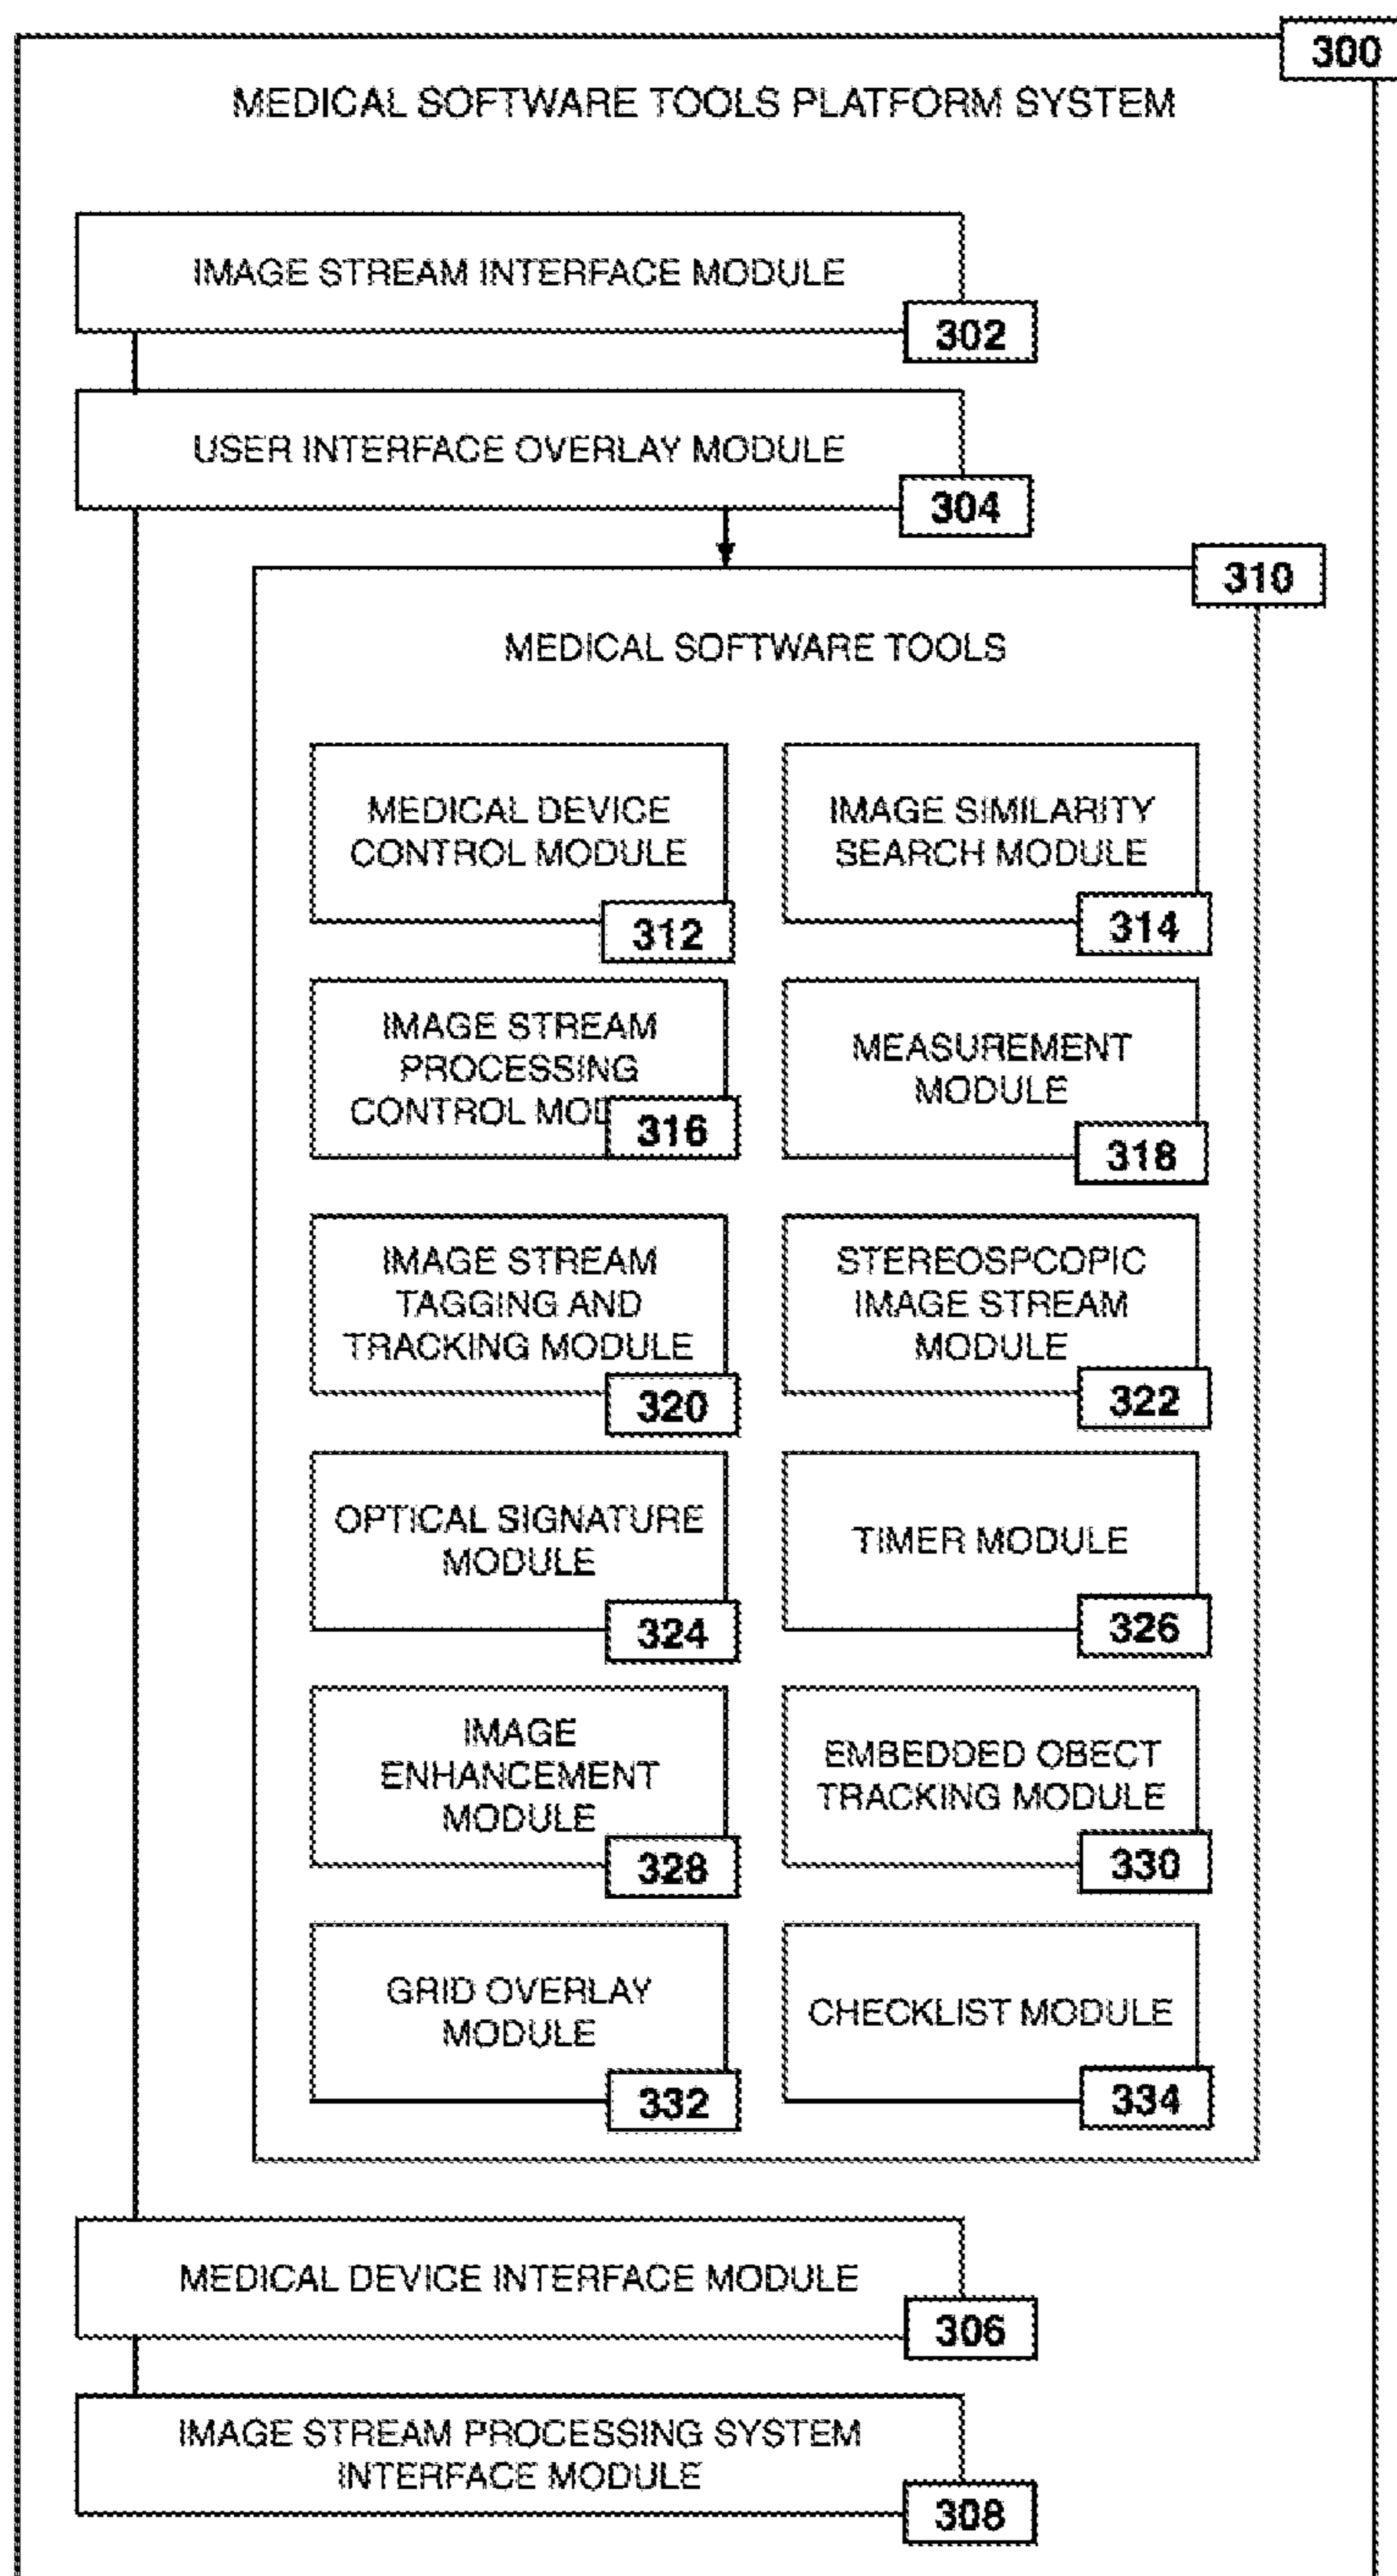 300
MEDICAL SOFTWARE TOOLS PLATFORM SYSTEM
IMAGE STREAM INTERFACE MODULE
302
USER INTERFACE OVERLAY MODULE
304
310
MEDICAL SOFTWARE TOOLS
MEDICAL DEVICE
CONTROL MODULE
312
IMAGE SIMILARITY
SEARCH MODULE
314
IMAGE STREAM
PROCESSING
CONTROL MOD
316
MEASUREMENT
MODULE
318
IMAGE STREAM
TAGGING AND
TRACKING MODULE
320
STEREOSPCOPIC
IMAGE STREAM
MODULE
322
OPTICAL SIGNATURE
MODULE
324
TIMER MODULE
326
IMAGE
ENHANCEMENT
MODULE
328
EMBEDDED OBECT
TRACKING MODULE
330
GRID OVERLAY
MODULE
332
CHECKLIST MODULE
334
MEDICAL DEVICE INTERFACE MODULE
306
IMAGE STREAM PROCESSING SYSTEM
INTERFACE MODULE
308